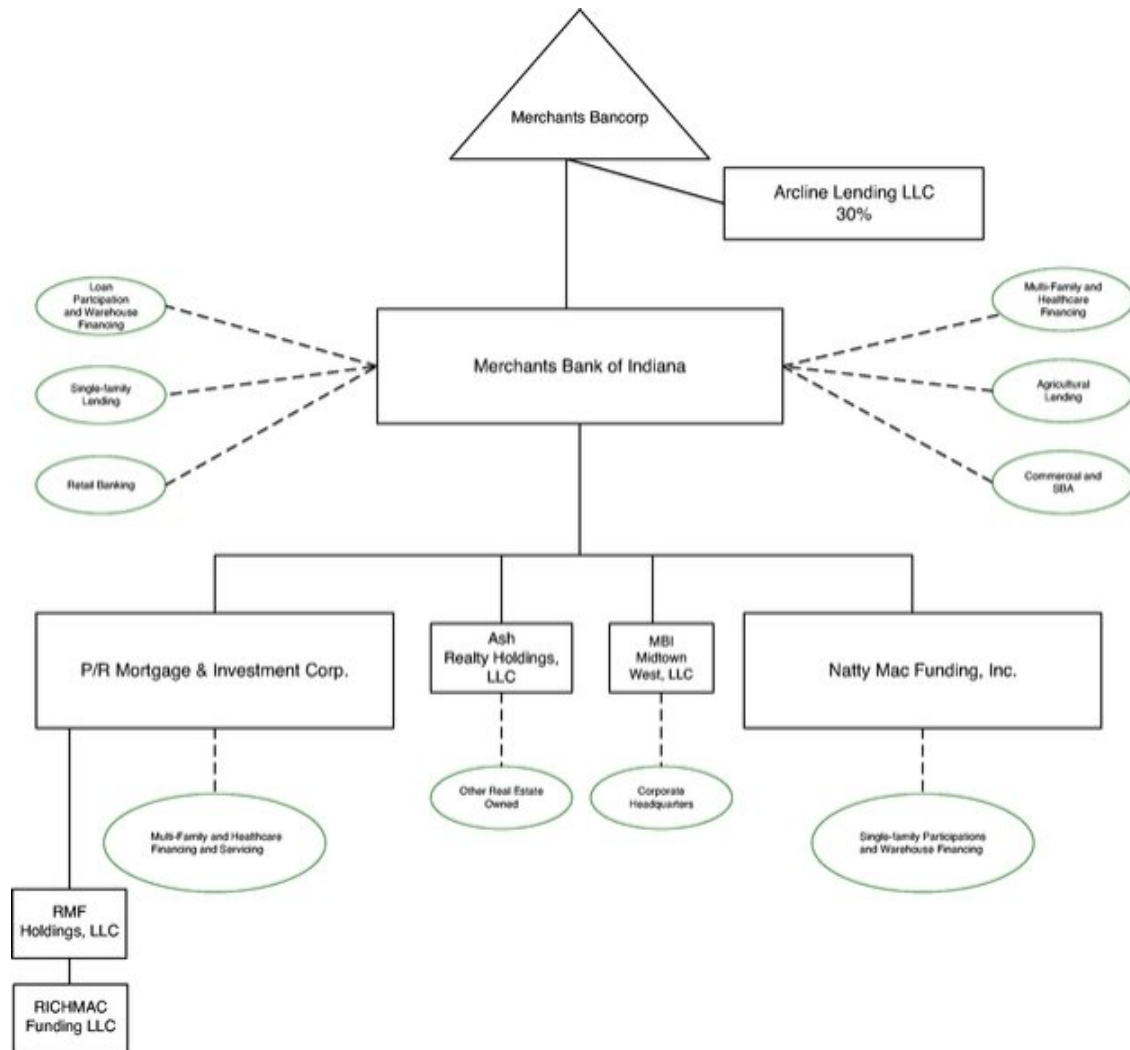 Merchants Bancorp
Arcline Lending LLC
30%
Loan
Particpation
and Warehouse
Financing
Multi-Family and
Healthcare
Financing
Merchants Bank of Indiana
Single-family
Lending
Agricultural
Lending
Retail Banking
Commercial and
SBA
P/R Mortgage & Investment Corp.
Ash
Realty Holdings,
LLC
MBI
Midtown
West, LLC
Natty Mac Funding, Inc.
Other Real Estate
Owned
Corporate
Headquarters
Multi-Family and Healthcare
Financing and Servicing
Single-family Participations
and Warehouse Financing
RMF
Holdings, LLC
RICHMAC
Funding LLC